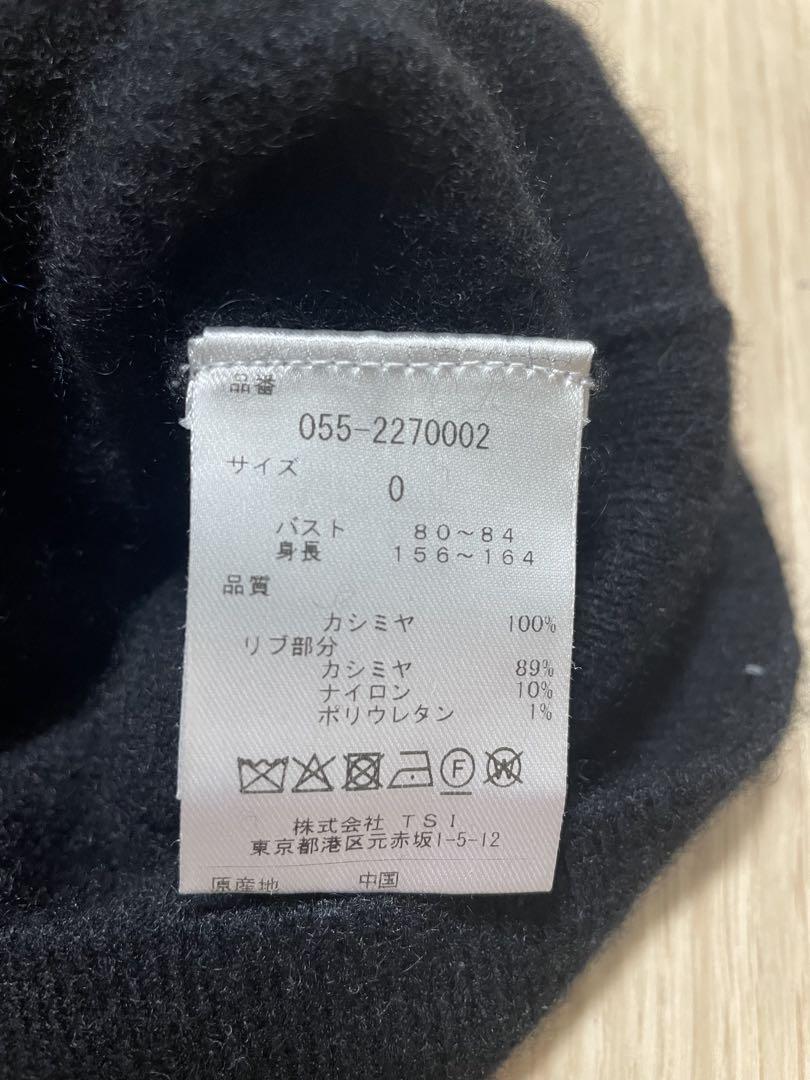 品番
055-2270002
サイズ
0
バスト 80～84
身長 156～164
品質
カシミヤ 100%
リブ部分
カシミヤ 89%
ナイロン 10%
ポリウレタン 1%
F W
株式会社 TSI
東京都港区元赤坂1-5-12
原産地 中国